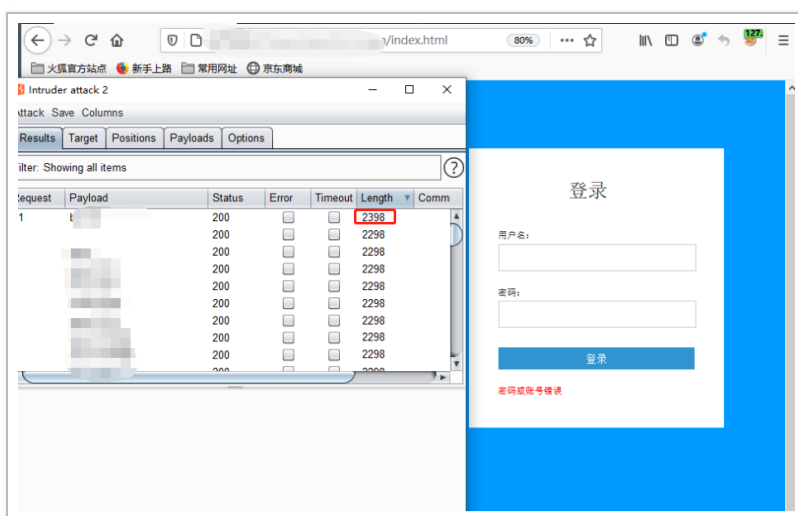 /index.html
80%
127.
火狐官方站点 新手上路 常用网址 京东商城
Intruder attack 2
Attack Save Columns
Results Target Positions Payloads Options
Filter: Showing all items
?
Request Payload Status Error Timeout Length Comm
1 200 2398
200 2298
200 2298
200 2298
200 2298
200 2298
200 2298
200 2298
200 2298
200 2298
登录
用户名:
密码:
登录
密码或账号错误